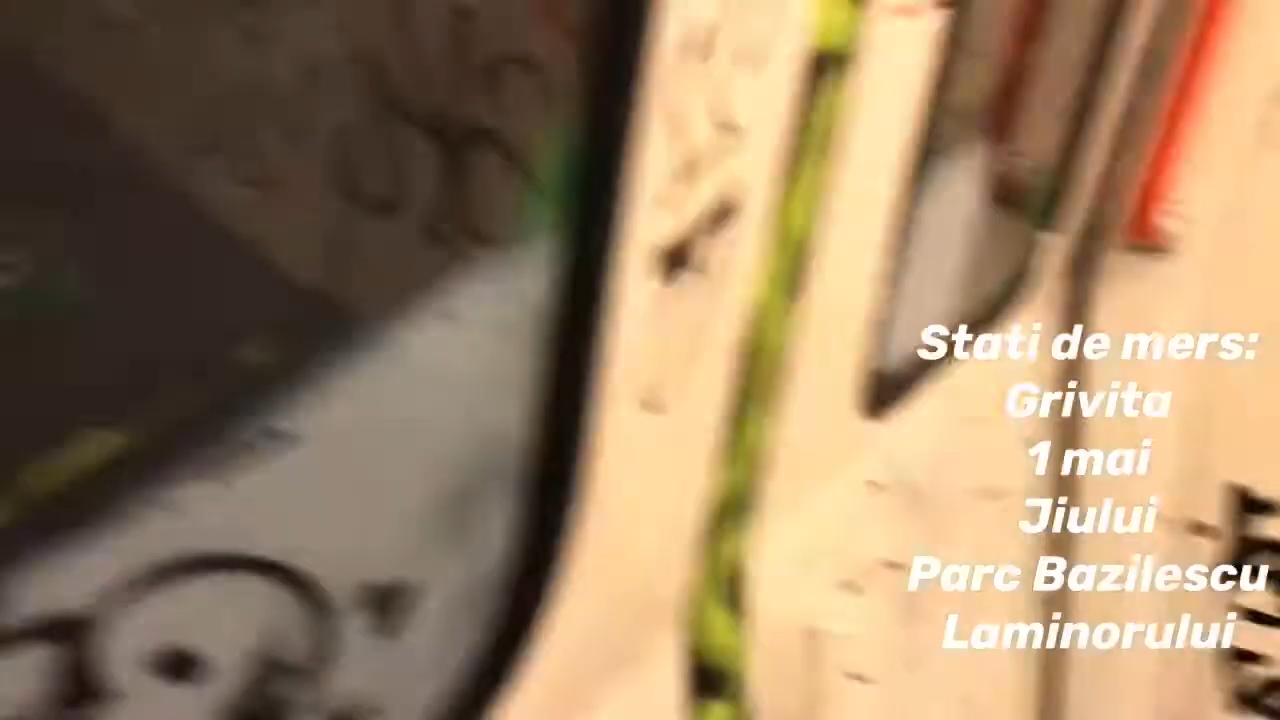 Stati de mers:
Grivita
1 mai
Jiului
Parc Bazilescu
Laminorului